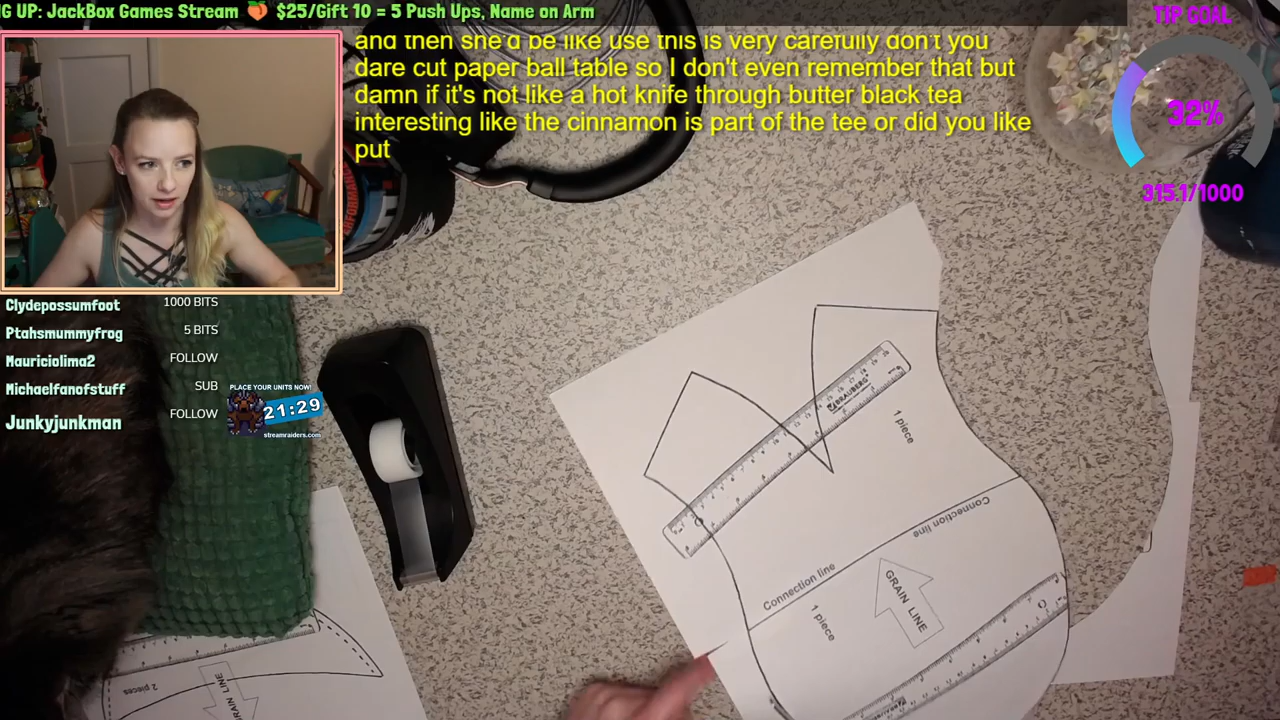 NG UP: JackBox Games Stream 🍑 $25/Gift 10 = 5 Push Ups, Name on Arm
TIP GOAL
32%
315.1/1000
and then she'd be like use this is very carefully don't you
dare cut paper ball table so I don't even remember that but
damn if it's not like a hot knife through butter black tea
interesting like the cinnamon is part of the tee or did you like
put
Clydepossumfoot 1000 BITS
Ptahsmummyfrog 5 BITS
Mauriciolima2 FOLLOW
Michaelfanofstuff SUB
Junkyjunkman FOLLOW
PLACE YOUR UNITS NOW!
21:29
streamraiders.com
BRAUBERG
1 piece
Connection line
Connection line
GRAIN LINE
1 piece
2 pieces
GRAIN LINE